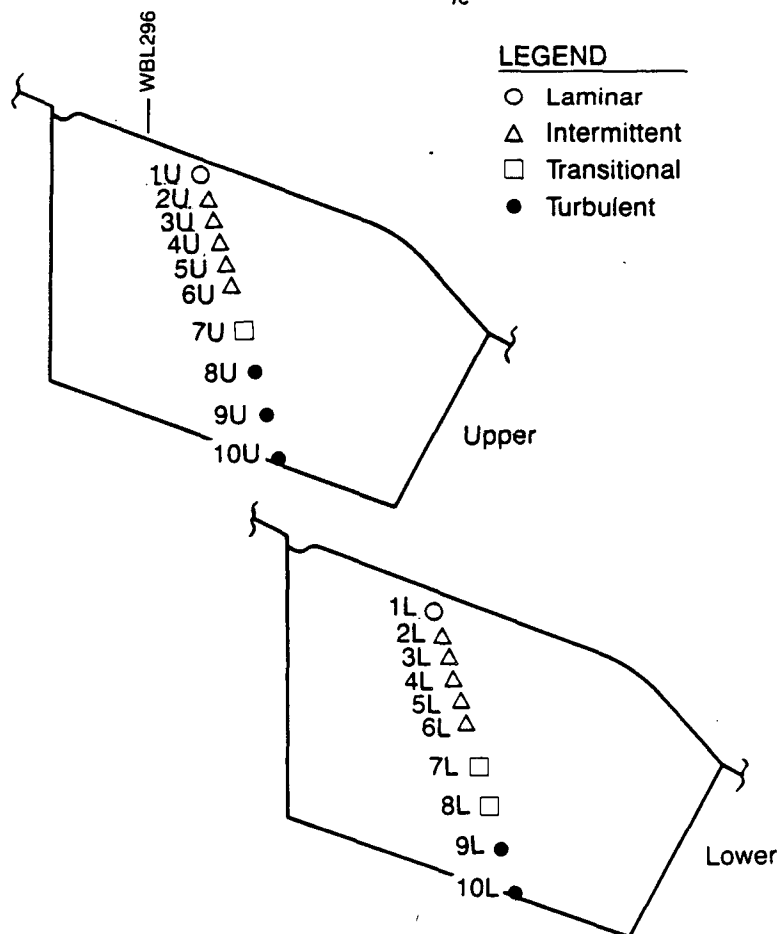 WBL296
LEGEND
Laminar
Intermittent
Transitional
Turbulent
1U
2U
3U
4U
5U
6U
7U
8U
9U
10U
Upper
1L
2L
3L
4L
5L
6L
7L
8L
9L
10L
Lower